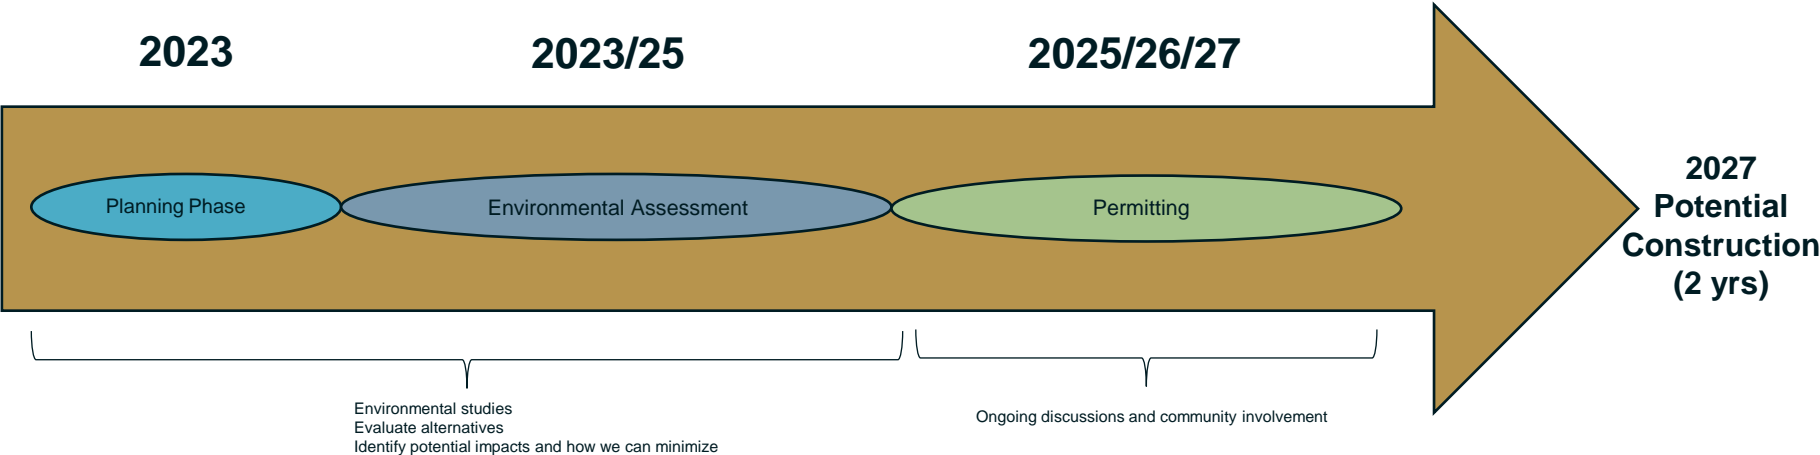 2023
2023/25
2025/26/27
Planning Phase
Environmental Assessment
Permitting
2027
Potential
Construction
(2 yrs)
Environmental studies
Evaluate alternatives
Identify potential impacts and how we can minimize
Ongoing discussions and community involvement